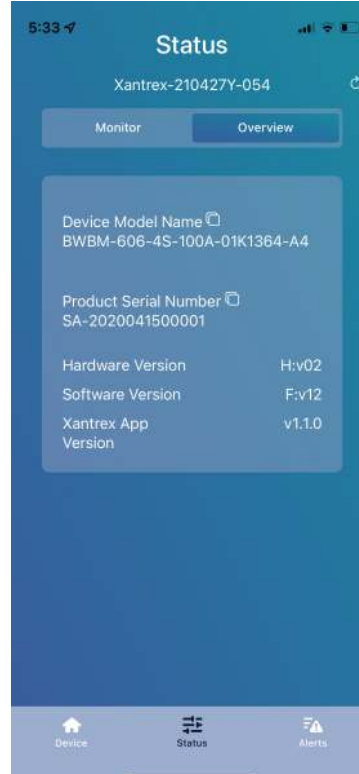 5:33
Status
Xantrex-210427Y-054
Monitor Overview
Device Model Name
BWBM-606-4S-100A-01K1364-A4
Product Serial Number
SA-2020041500001
Hardware Version H:v02
Software Version F:v12
Xantrex App v1.1.0
Version
Device Status Alerts